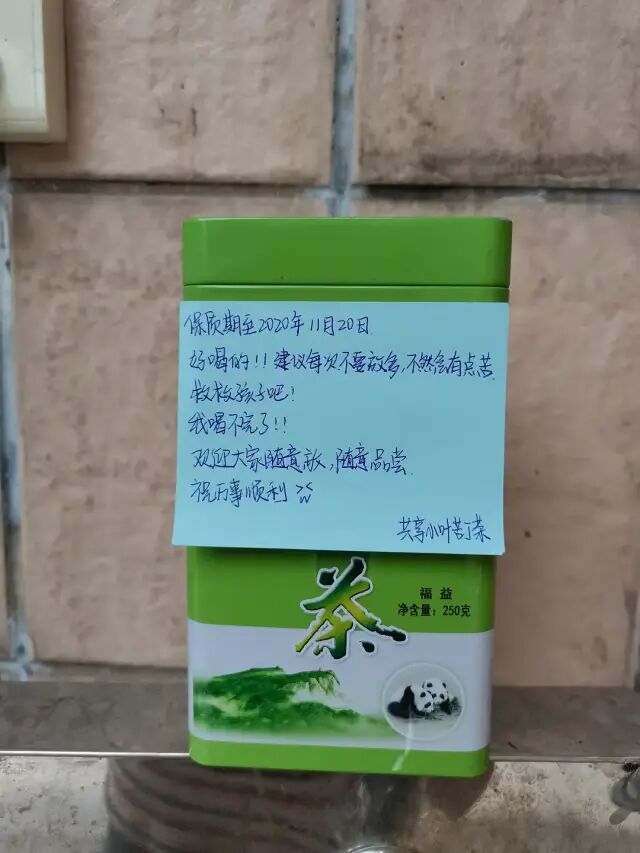 保质期至2020年11月20日
好喝的!! 建议每次不要放多,不然会有点苦.
救救孩子吧!
我喝不完了!!
欢迎大家随意敲,随意品尝.
祝万事顺利
共享小叶苦丁茶
茶
福益
净含量：250克